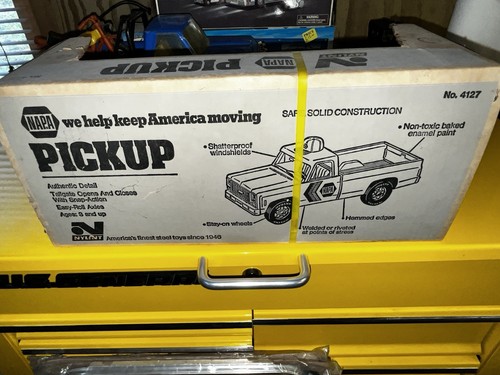 PICKUP
NAPA
No. 4127
NAPA we help keep America moving
SAFE, SOLID CONSTRUCTION
PICKUP
• Shatterproof windshields
• Non-toxic baked enamel paint
Authentic Detail
Tailgate Opens And Closes
With Snap-Action
Easy-Roll Axles
Ages: 5 and up
NAPA
• Stay-on wheels
Hemmed edges
Welded or riveted
at points of stress
NYLINT
America's finest steel toys since 1946